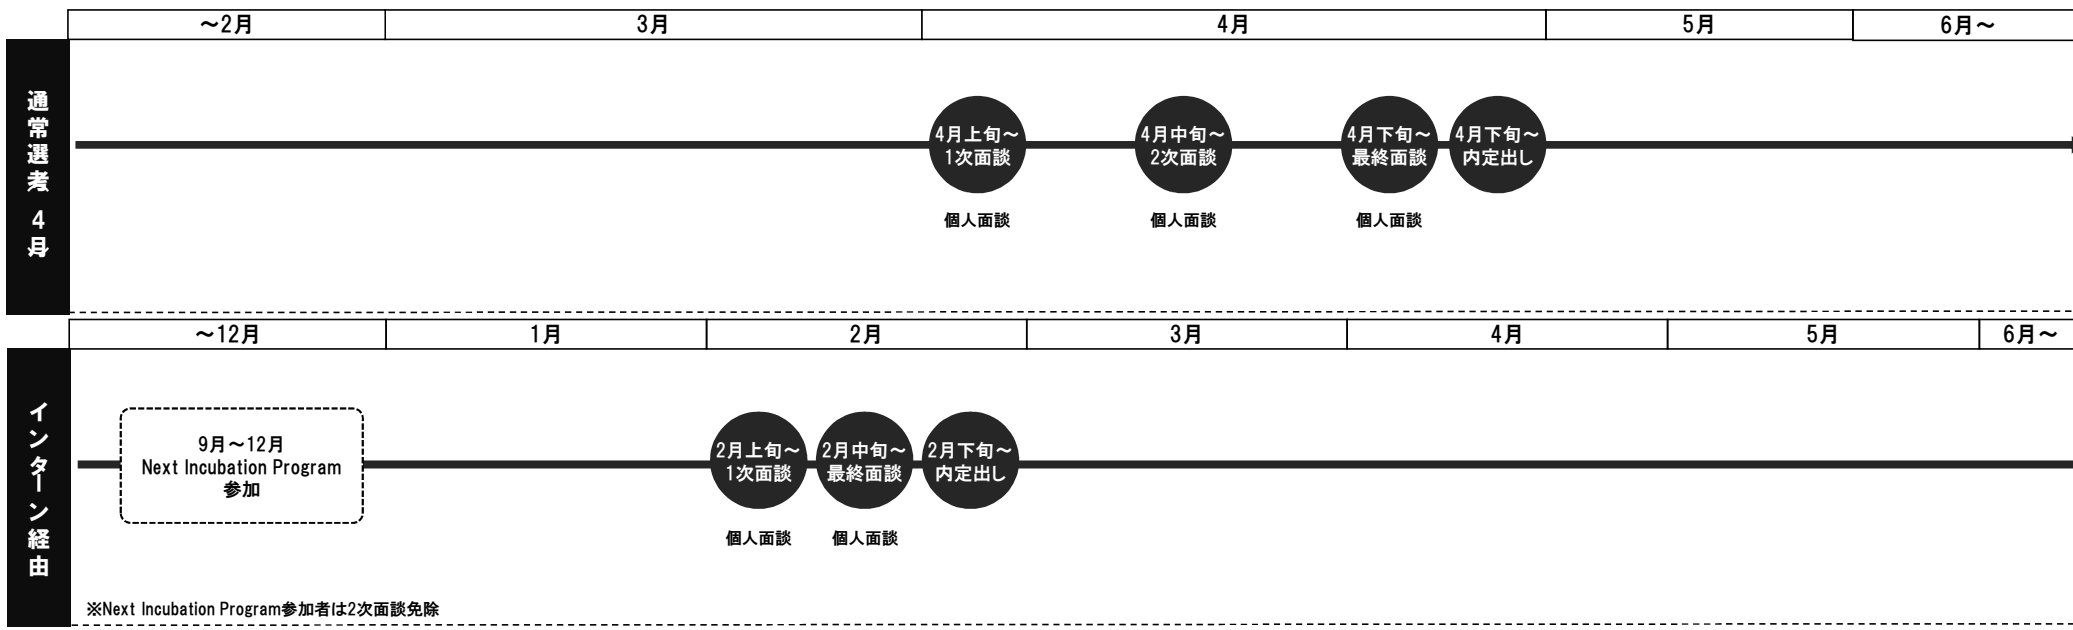 ～2月
3月
4月
5月
6月～
通常選考 4月
4月上旬～
1次面談
4月中旬～
2次面談
4月下旬～
最終面談
4月下旬～
内定出し
個人面談
個人面談
個人面談
～12月
1月
2月
3月
4月
5月
6月～
インターン経由
9月～12月
Next Incubation Program
参加
2月上旬～
1次面談
2月中旬～
最終面談
2月下旬～
内定出し
個人面談
個人面談
※Next Incubation Program参加者は2次面談免除